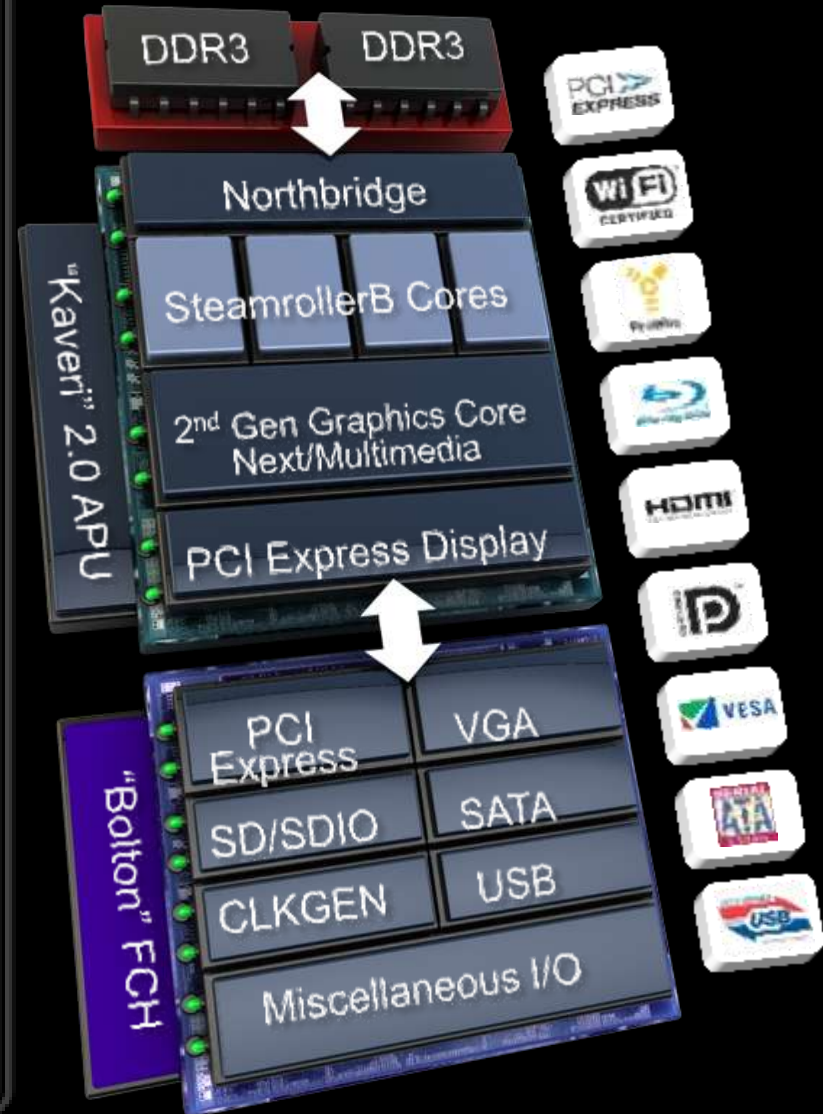 DDR3
DDR3
Northbridge
SteamrollerB Cores
2nd Gen Graphics Core
Next/Multimedia
PCI Express Display
"Kaveri" 2.0 APU
PCI
Express
VGA
SD/SDIO
SATA
CLKGEN
USB
Miscellaneous I/O
"Bolton" FCH
PCI
EXPRESS
Wi Fi
CERTIFIED
HDMI
VESA
SERIAL
ATA
USB